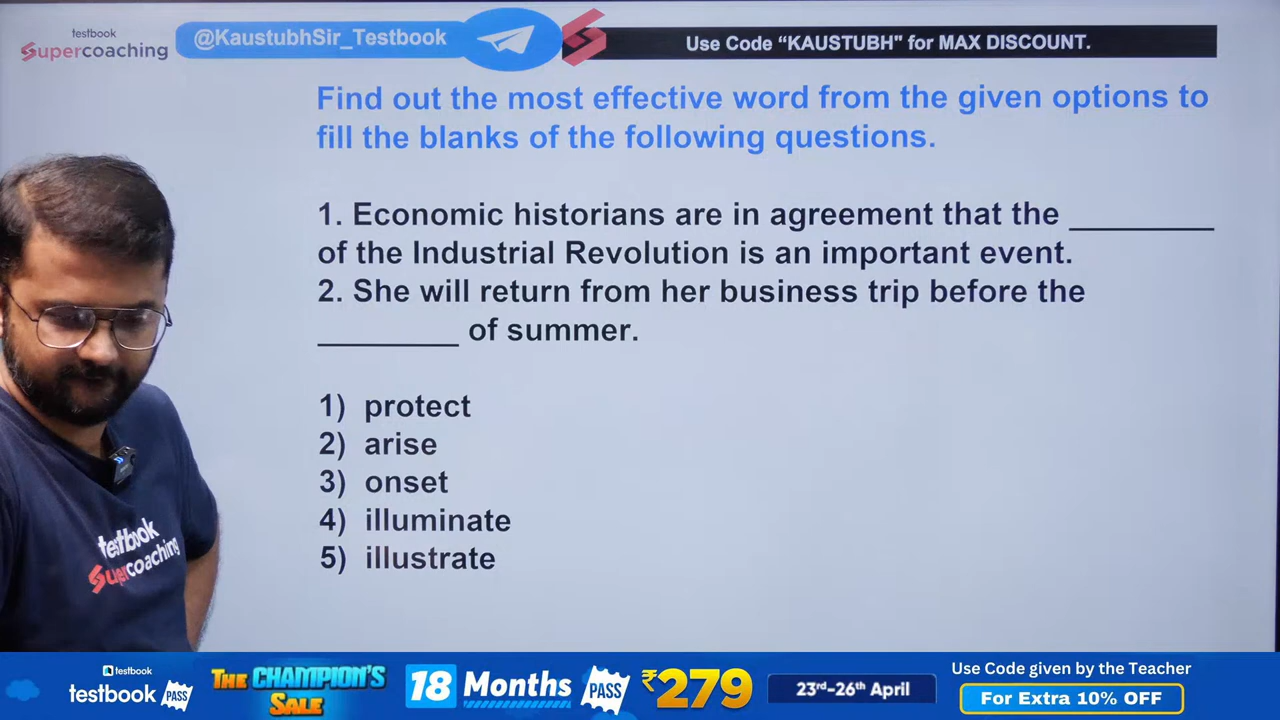 testbook
Supercoaching
@KaustubhSir_Testbook
Use Code “KAUSTUBH" for MAX DISCOUNT.
Find out the most effective word from the given options to
fill the blanks of the following questions.
1. Economic historians are in agreement that the _________
of the Industrial Revolution is an important event.
2. She will return from her business trip before the
_________ of summer.
1) protect
2) arise
3) onset
4) illuminate
5) illustrate
testbook
Supercoaching
testbook
testbook PASS
THE CHAMPION'S
SALE
18 Months PASS ₹279
23rd-26th April
Use Code given by the Teacher
For Extra 10% OFF